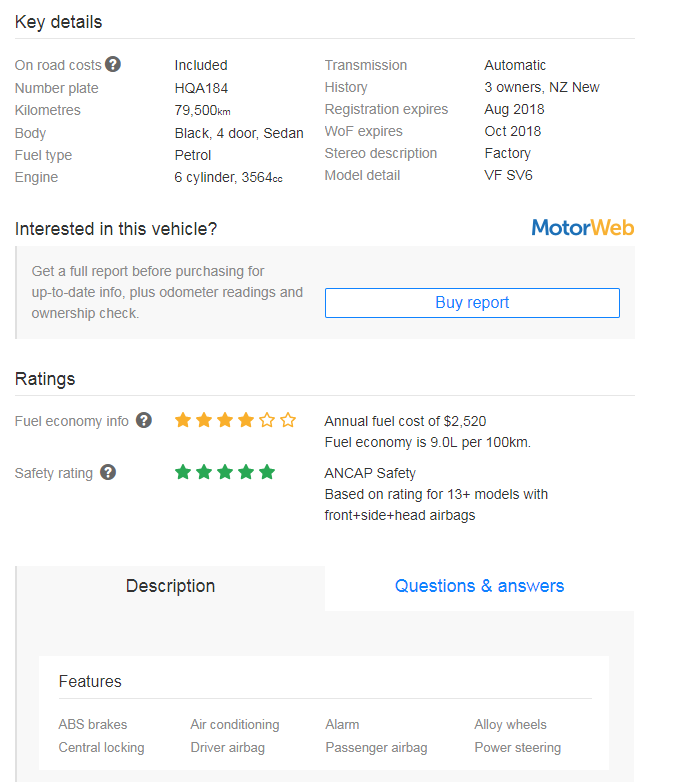 Key details
On road costs ? Included
Number plate HQA184
Kilometres 79,500km
Body Black, 4 door, Sedan
Fuel type Petrol
Engine 6 cylinder, 3564cc
Transmission Automatic
History 3 owners, NZ New
Registration expires Aug 2018
WoF expires Oct 2018
Stereo description Factory
Model detail VF SV6
Interested in this vehicle?
MotorWeb
Get a full report before purchasing for
up-to-date info, plus odometer readings and
ownership check.
Buy report
Ratings
Fuel economy info ? Annual fuel cost of $2,520
Fuel economy is 9.0L per 100km.
Safety rating ? ANCAP Safety
Based on rating for 13+ models with
front+side+head airbags
Description
Questions & answers
Features
ABS brakes Air conditioning Alarm Alloy wheels
Central locking Driver airbag Passenger airbag Power steering